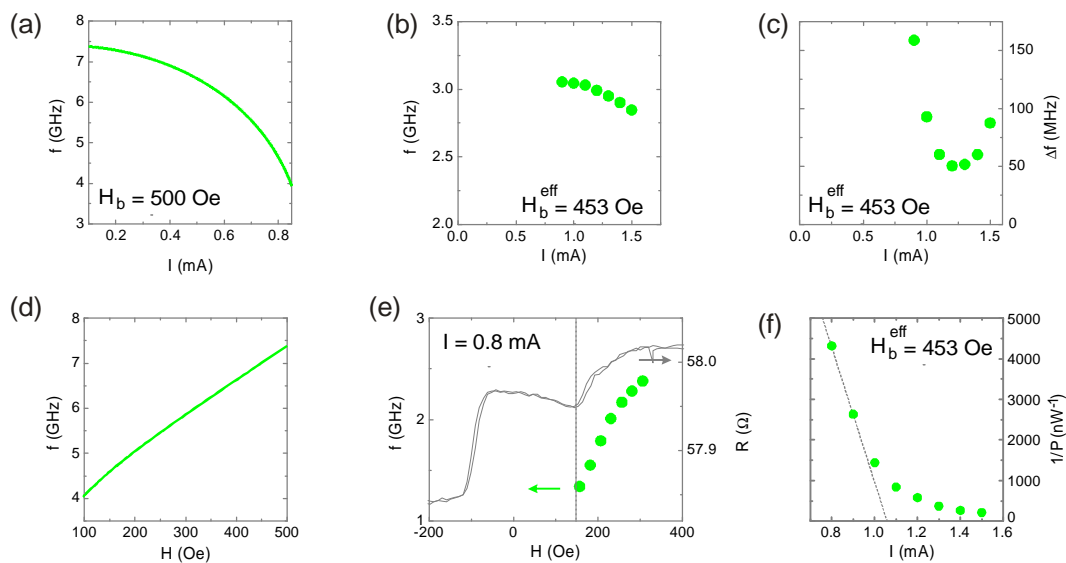 (a)
8
7
6
5
4
3
f (GHz)
H_b = 500 Oe
0.2 0.4 0.6 0.8
I (mA)
(b)
3.5
3.0
2.5
2.0
f (GHz)
H_b^eff = 453 Oe
0.0 0.5 1.0 1.5
I (mA)
(c)
150
100
50
0
Δf (MHz)
H_b^eff = 453 Oe
0.0 0.5 1.0 1.5
I (mA)
(d)
8
7
6
5
4
f (GHz)
100 200 300 400 500
H (Oe)
(e)
3
2
1
f (GHz)
I = 0.8 mA
58.0
57.9
R (Ω)
-200 0 200 400
H (Oe)
(f)
H_b^eff = 453 Oe
5000
4500
4000
3500
3000
2500
2000
1500
1000
500
0
1/P (nW⁻¹)
0.8 1.0 1.2 1.4 1.6
I (mA)